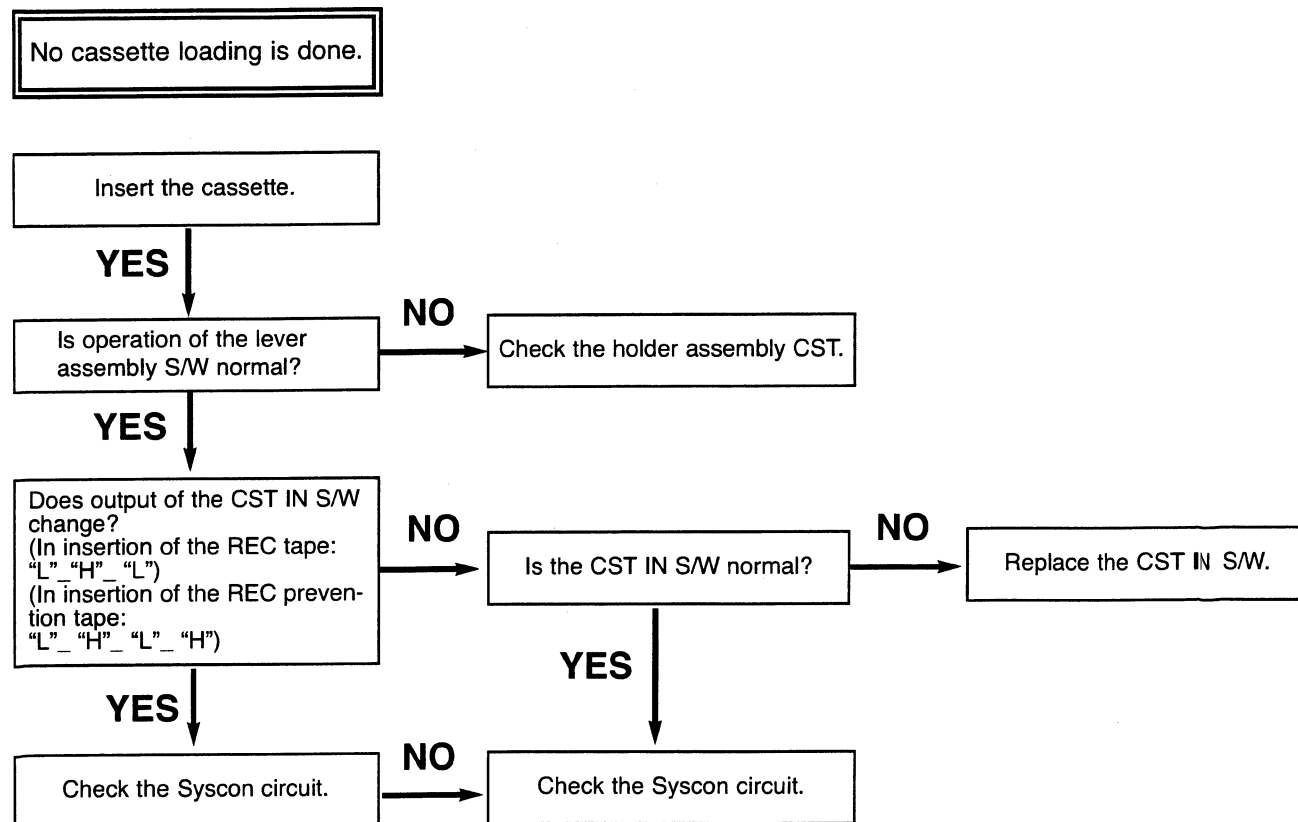 No cassette loading is done.
Insert the cassette.
YES
NO
Is operation of the lever
assembly S/W normal?
Check the holder assembly CST.
YES
Does output of the CST IN S/W
change?
(In insertion of the REC tape:
“L”_“H”_ “L”)
(In insertion of the REC preven-
tion tape:
“L”_ “H”_ “L”_ “H”)
NO
Is the CST IN S/W normal?
NO
Replace the CST IN S/W.
YES
YES
Check the Syscon circuit.
NO
Check the Syscon circuit.